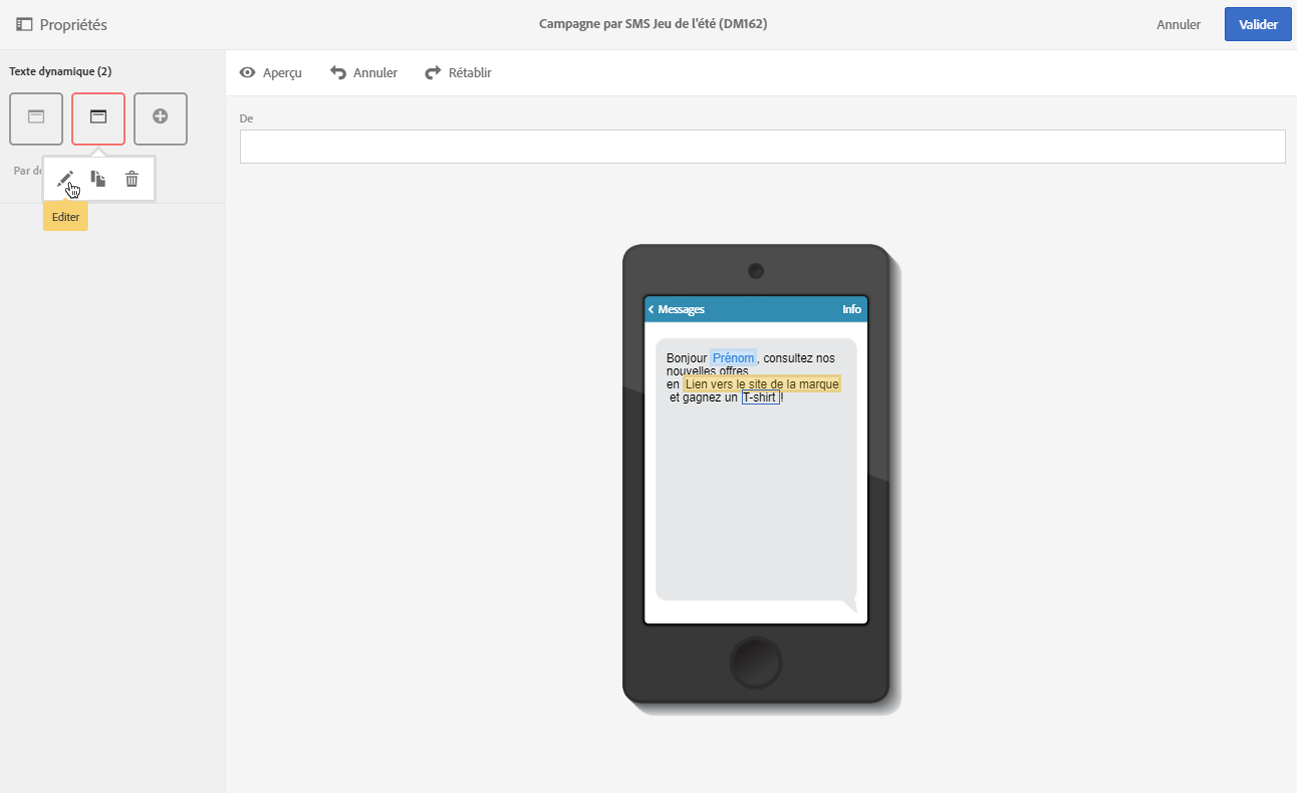 Propriétés
Campagne par SMS Jeu de l'été (DM162)
Annuler
Valider
Texte dynamique (2)
Aperçu
Annuler
Rétablir
De
Par dé
Editer
Messages
Info
Bonjour Prénom , consultez nos
nouvelles offres
en Lien vers le site de la marque
et gagnez un T-shirt !